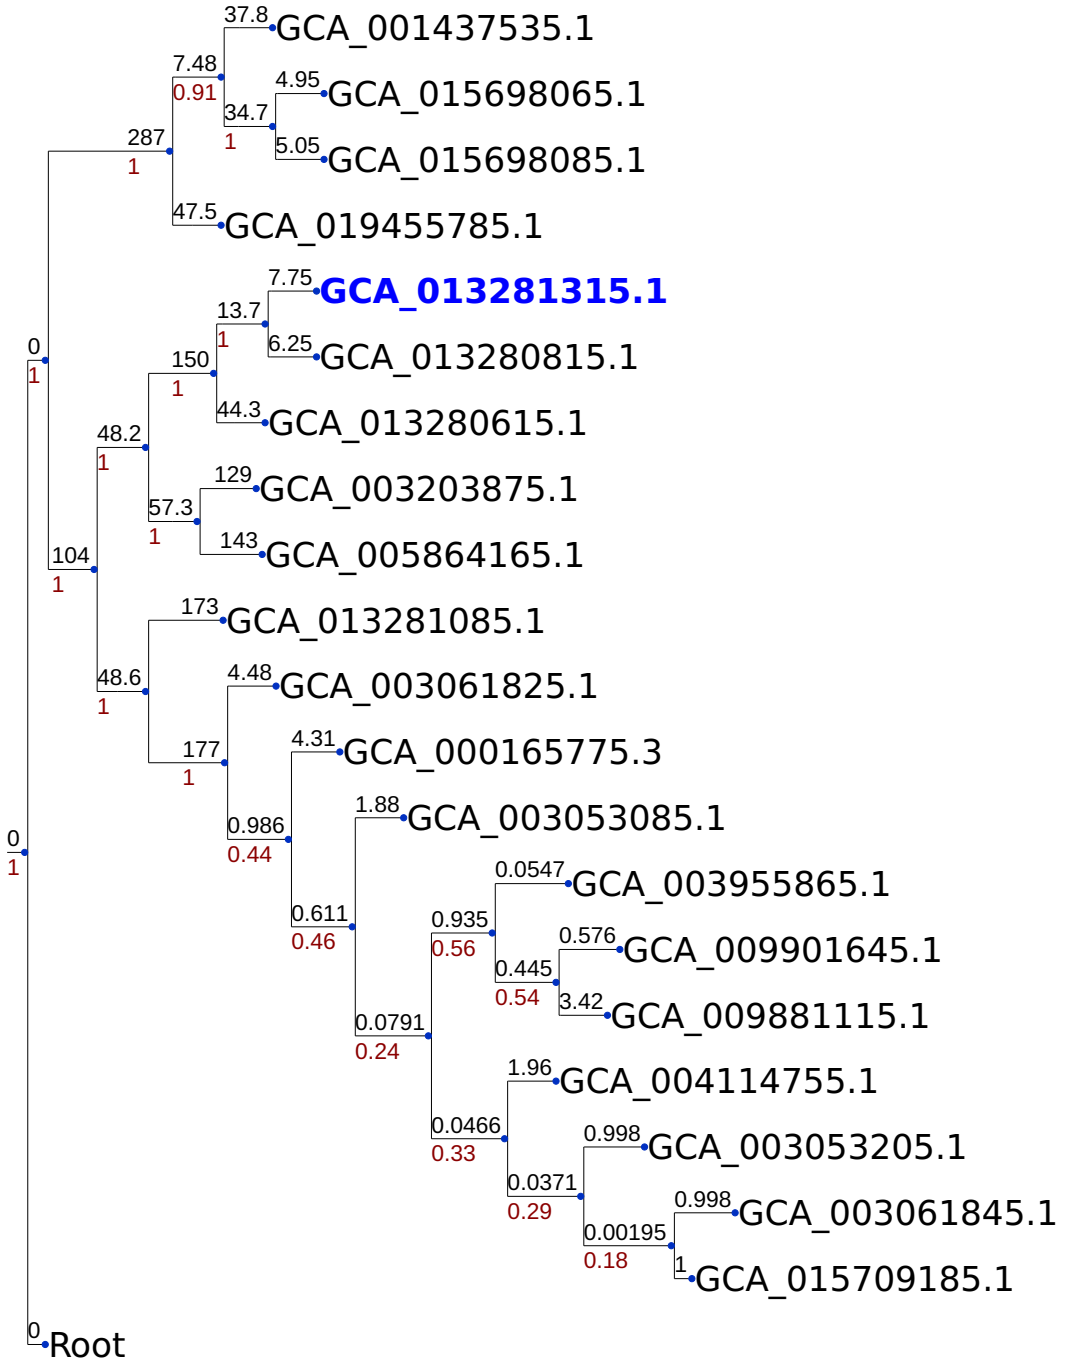 37.8
GCA_001437535.1
7.48
0.91
4.95
GCA_015698065.1
34.7
1
5.05
GCA_015698085.1
287
1
47.5
GCA_019455785.1
7.75
GCA_013281315.1
13.7
1
6.25
GCA_013280815.1
0
1
150
1
44.3
GCA_013280615.1
48.2
1
129
GCA_003203875.1
57.3
1
143
GCA_005864165.1
104
1
173
GCA_013281085.1
48.6
1
4.48
GCA_003061825.1
177
1
4.31
GCA_000165775.3
0.986
0.44
1.88
GCA_003053085.1
0
1
0.0547
GCA_003955865.1
0.611
0.46
0.935
0.56
0.576
GCA_009901645.1
0.445
0.54
3.42
GCA_009881115.1
0.0791
0.24
1.96
GCA_004114755.1
0.0466
0.33
0.998
GCA_003053205.1
0.0371
0.29
0.998
GCA_003061845.1
0.00195
0.18
1
GCA_015709185.1
0
Root